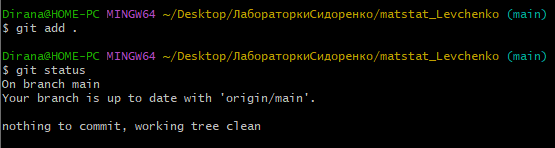 Dirana@HOME-PC MINGW64 ~/Desktop/ЛабораторкиСидоренко/matstat_Levchenko (main)
$ git add .
Dirana@HOME-PC MINGW64 ~/Desktop/ЛабораторкиСидоренко/matstat_Levchenko (main)
$ git status
On branch main
Your branch is up to date with 'origin/main'.
nothing to commit, working tree clean